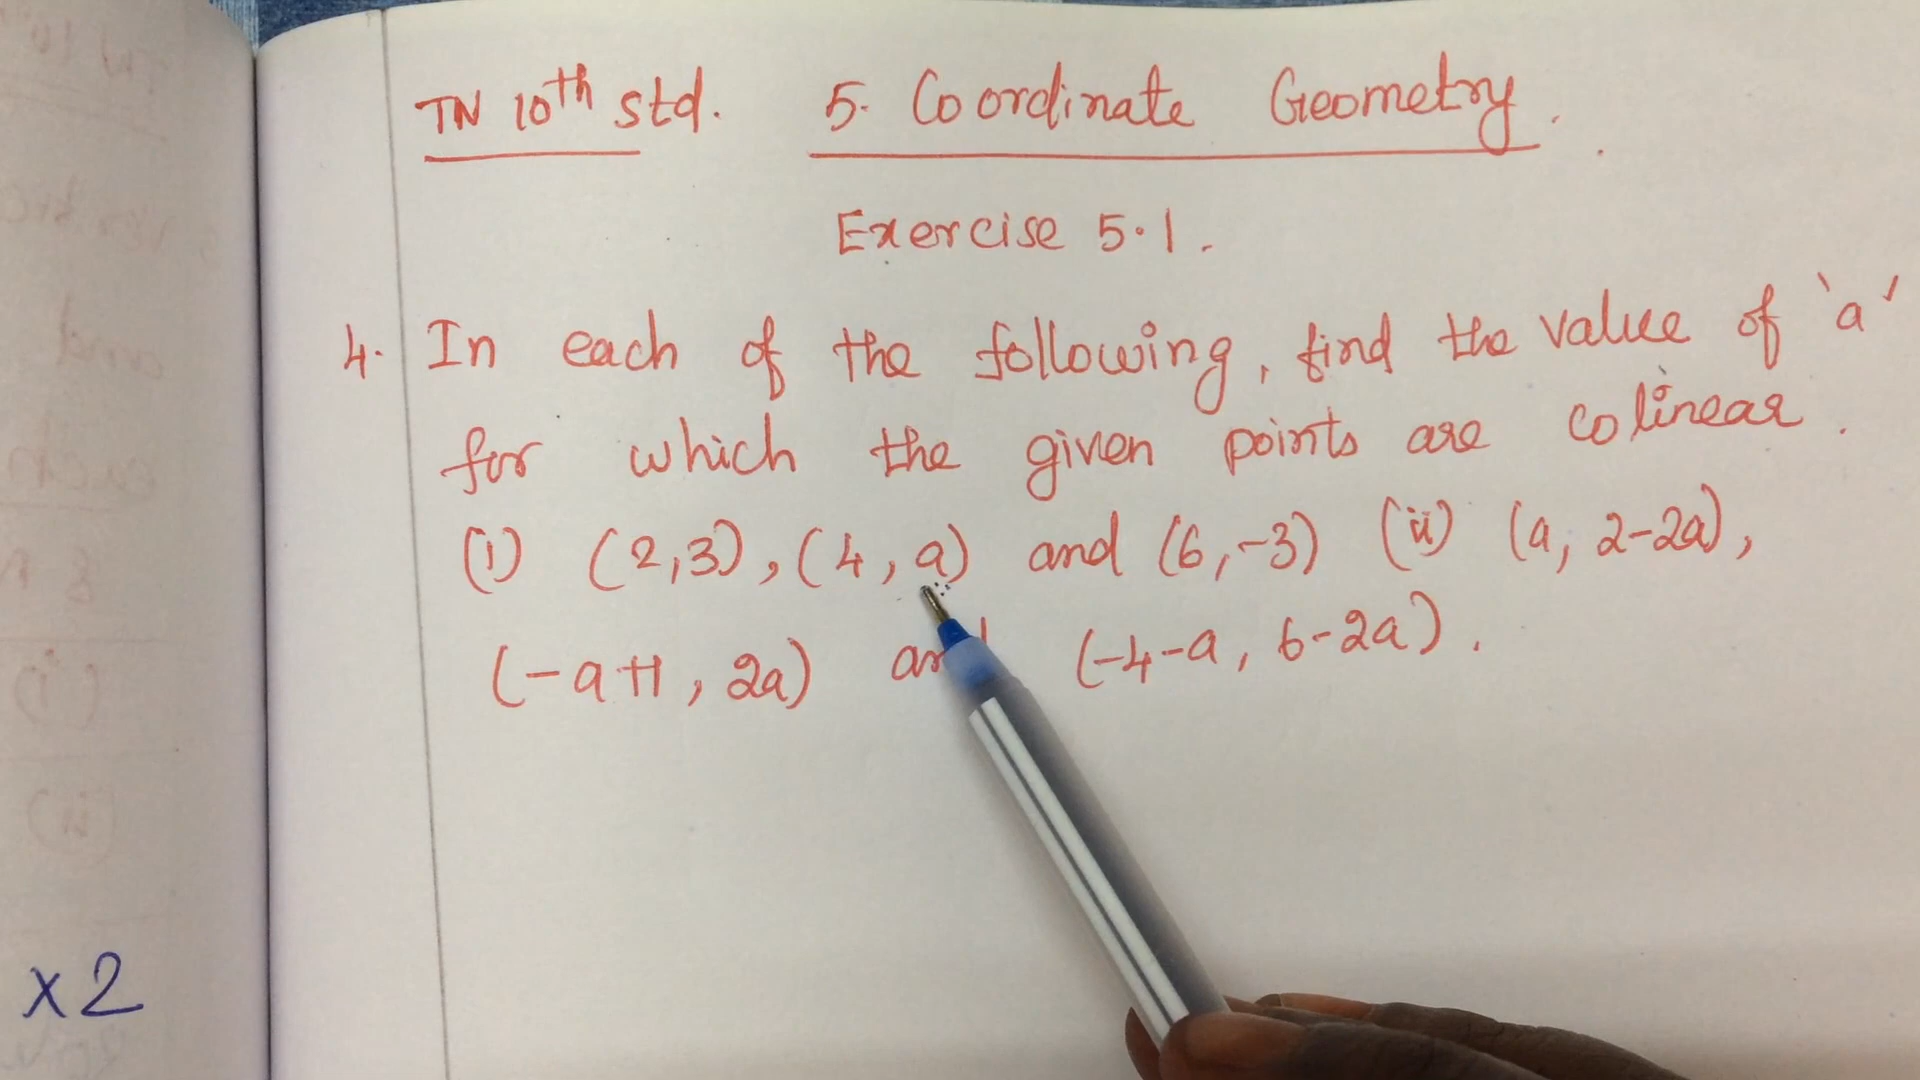 TN 10th Std. 5. Coordinate Geometry.
Exercise 5.1.
4. In each of the following, find the value of 'a'
for which the given points are colinear.
(i) (2,3), (4, a) and (6,-3) (ii) (a, 2-2a),
(-a+1, 2a) and (-4-a, 6-2a).
x2